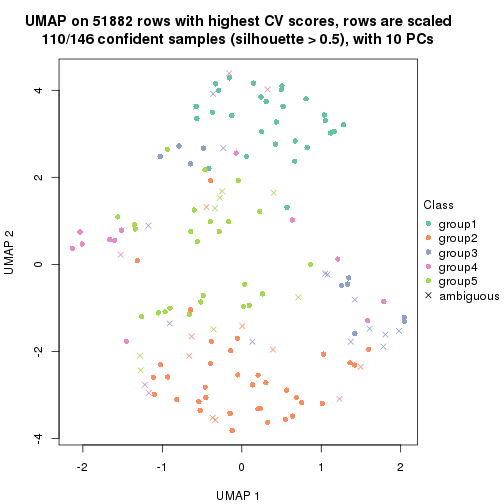 UMAP on 51882 rows with highest CV scores, rows are scaled
110/146 confident samples (silhouette > 0.5), with 10 PCs
4
2
0
-2
-4
UMAP 2
-2
-1
0
1
2
UMAP 1
Class
group1
group2
group3
group4
group5
ambiguous